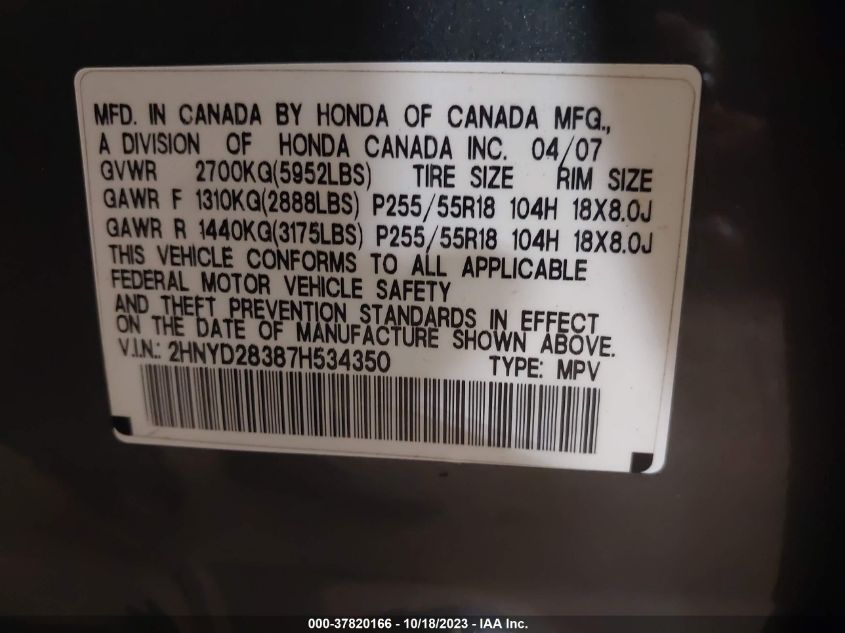 MFD. IN CANADA BY HONDA OF CANADA MFG.,
A DIVISION OF HONDA CANADA INC. 04/07
GVWR 2700KG(5952LBS) TIRE SIZE RIM SIZE
GAWR F 1310KG(2888LBS) P255/55R18 104H 18X8.0J
GAWR R 1440KG(3175LBS) P255/55R18 104H 18X8.0J
THIS VEHICLE CONFORMS TO ALL APPLICABLE
FEDERAL MOTOR VEHICLE SAFETY
AND THEFT PREVENTION STANDARDS IN EFFECT
ON THE DATE OF MANUFACTURE SHOWN ABOVE.
V.I.N.: 2HNYD28387H534350 TYPE: MPV
000-37820166 - 10/18/2023 - IAA Inc.